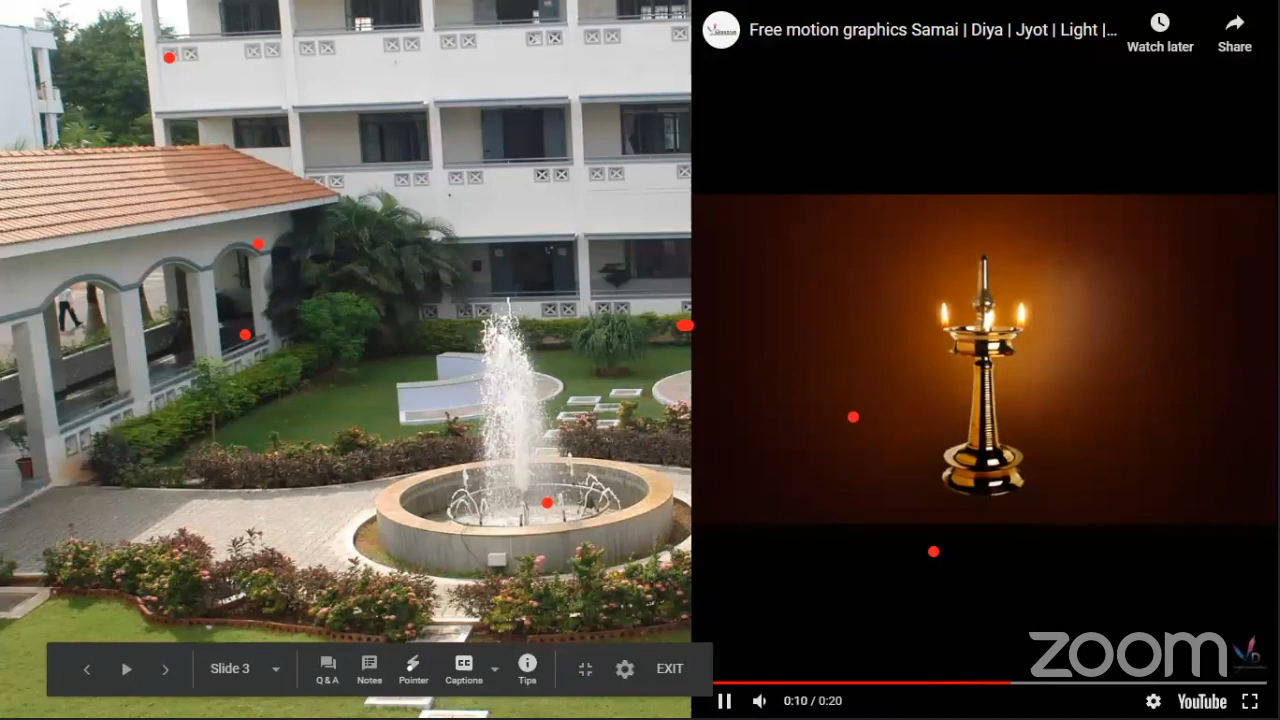 Free motion graphics Samai | Diya | Jyot | Light |...
Watch later
Share
zoom
Slide 3
Q & A
Notes
Pointer
CC
Captions
Tips
EXIT
0:10 / 0:20
YouTube